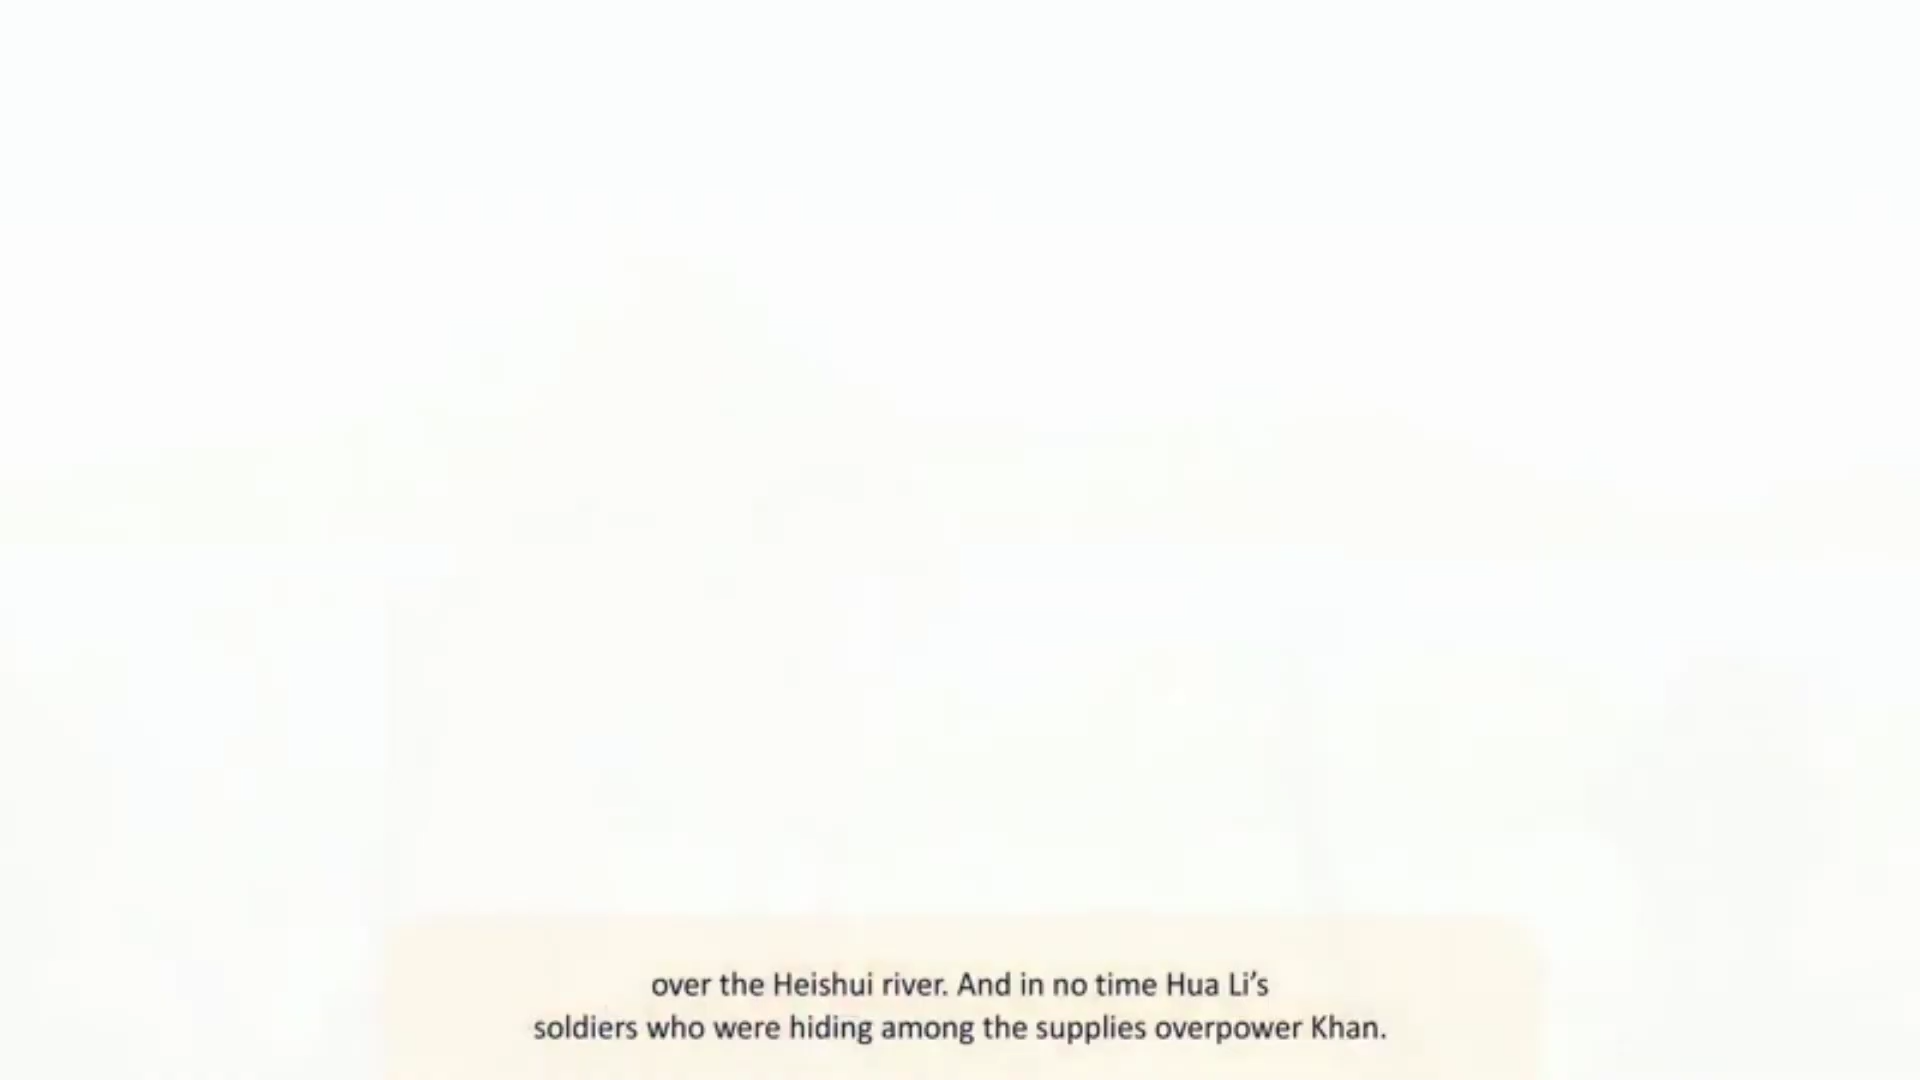 over the Heishui river. And in no time Hua Li’s
soldiers who were hiding among the supplies overpower Khan.